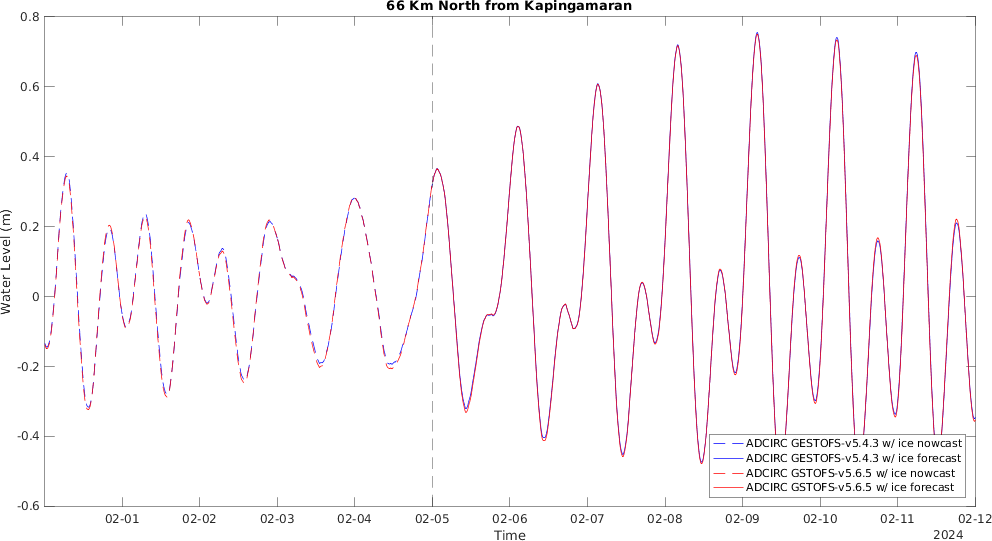 66 Km North from Kapingamaran
Water Level (m)
0.8
0.6
0.4
0.2
0
-0.2
-0.4
-0.6
ADCIRC GESTOFS-v5.4.3 w/ ice nowcast
ADCIRC GESTOFS-v5.4.3 w/ ice forecast
ADCIRC GSTOFS-v5.6.5 w/ ice nowcast
ADCIRC GSTOFS-v5.6.5 w/ ice forecast
02-01 02-02 02-03 02-04 02-05 02-06 02-07 02-08 02-09 02-10 02-11 02-12
Time
2024